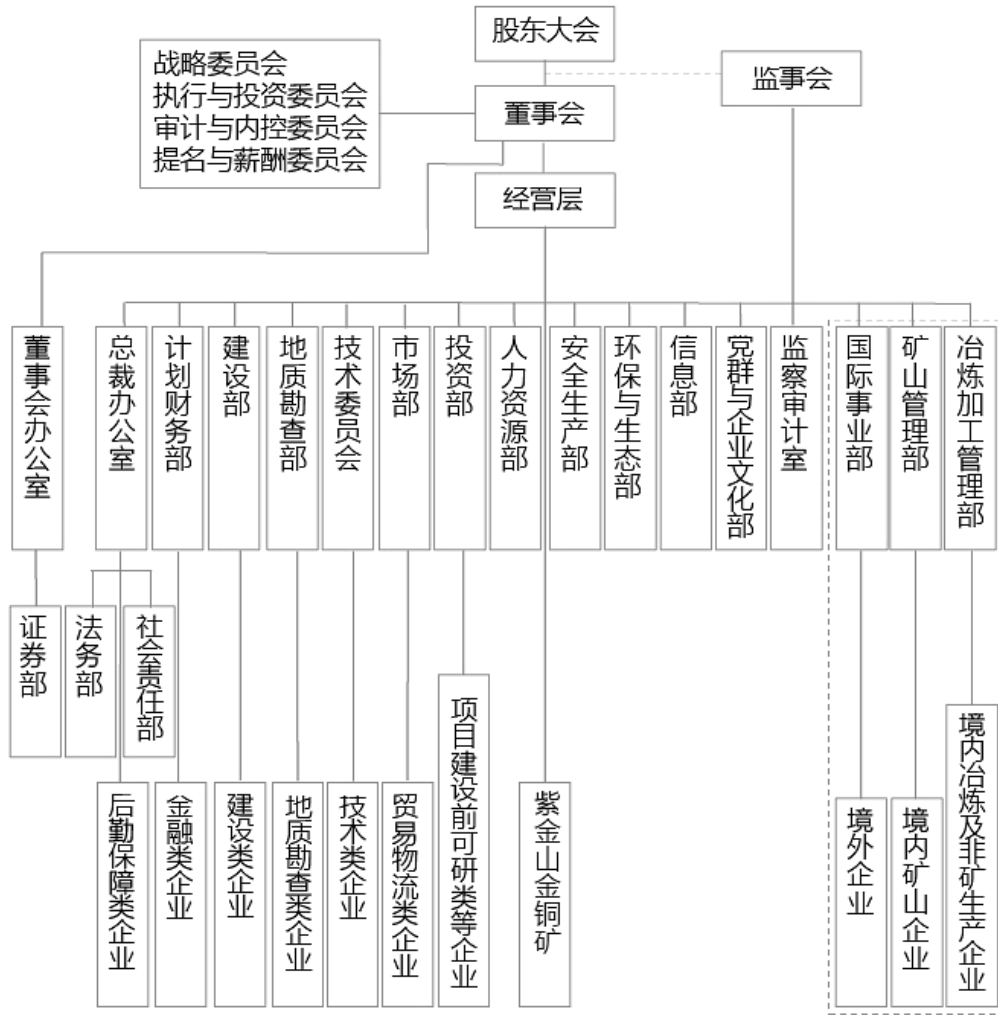 股东大会
战略委员会
执行与投资委员会
审计与内控委员会
提名与薪酬委员会
监事会
董事会
经营层
董事会办公室
总裁办公室
计划财务部
建设部
地质勘查部
技术委员会
市场部
投资部
人力资源部
安全生产部
环保与生态部
信息部
党群与企业文化部
监察审计室
国际事业部
矿山管理部
冶炼加工管理部
证券部
法务部
社会责任部
后勤保障类企业
金融类企业
建设类企业
地质勘查类企业
技术类企业
贸易物流类企业
项目建设前可研类等企业
紫金山金铜矿
境外企业
境内矿山企业
境内冶炼及非矿生产企业